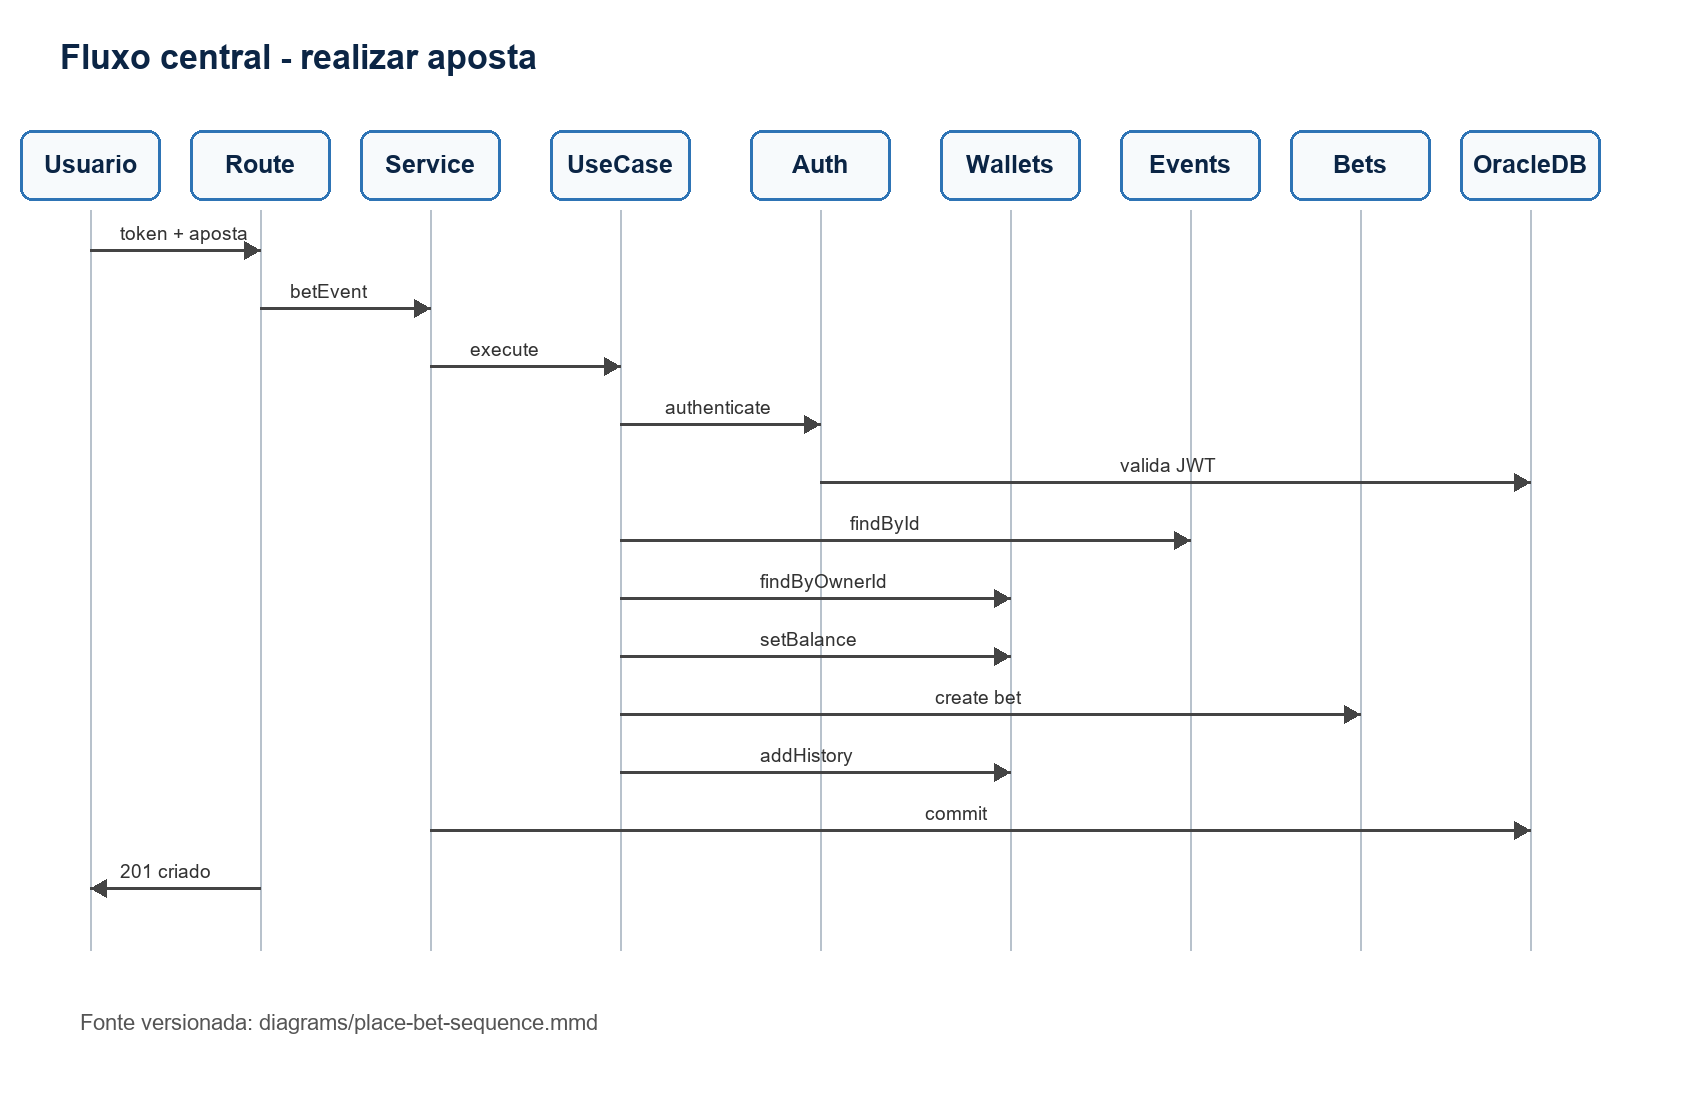 Fluxo central - realizar aposta
Usuario Route Service UseCase Auth Wallets Events Bets OracleDB
token + aposta
betEvent
execute
authenticate
valida JWT
findById
findByOwnerId
setBalance
create bet
addHistory
commit
201 criado
Fonte versionada: diagrams/place-bet-sequence.mmd